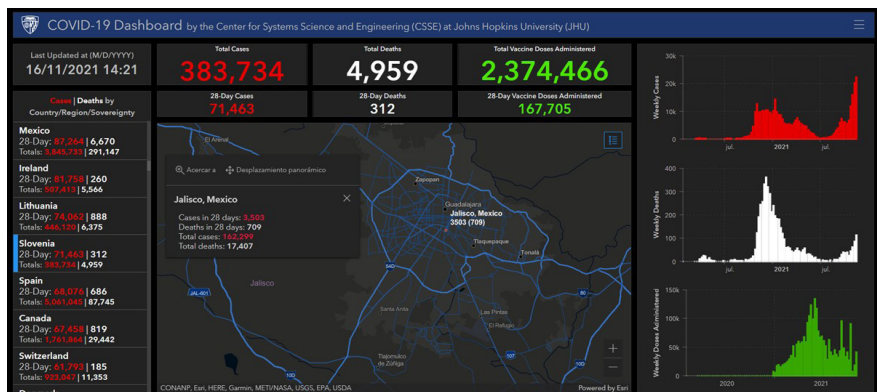 COVID-19 Dashboard by the Center for Systems Science and Engineering (CSSE) at Johns Hopkins University (JHU)
Last Updated at (M/D/YYYY)
16/11/2021 14:21
Total Cases
383,734
Total Deaths
4,959
Total Vaccine Doses Administered
2,374,466
28-Day Cases
71,463
28-Day Deaths
312
28-Day Vaccine Doses Administered
167,705
Cases | Deaths by
Country/Region/Sovereignty
Mexico
28-Day: 87,264 | 6,670
Totals: 3,845,733 | 291,147
Ireland
28-Day: 81,758 | 260
Totals: 507,413 | 5,566
Lithuania
28-Day: 74,062 | 888
Totals: 446,120 | 6,375
Slovenia
28-Day: 71,463 | 312
Totals: 383,734 | 4,959
Spain
28-Day: 68,076 | 686
Totals: 5,061,045 | 87,745
Canada
28-Day: 67,458 | 819
Totals: 1,761,864 | 29,442
Switzerland
28-Day: 61,793 | 185
Totals: 923,047 | 11,353
Acercar a
Desplazamiento panorámico
Jalisco, Mexico
Cases in 28 days: 3,503
Deaths in 28 days: 709
Total cases: 162,299
Total deaths: 17,407
El Arenal
Zapopan
Guadalajara
Jalisco, Mexico
3503 (709)
Tlaquepaque
Tonalá
54D
JAL-601
80
Jalisco
Santa Anita
Las Pintas
El Refugio
Tlajomulco
de Zúñiga
107
10D
10D
CONANP, Esri, HERE, Garmin, METI/NASA, USGS, EPA, USDA
Powered by Esri
Weekly Cases
30k
20k
10k
0
jul.
2021
jul.
Weekly Deaths
400
300
200
100
0
jul.
2021
jul.
Weekly Doses Administered
150k
100k
50k
0
2020
2021